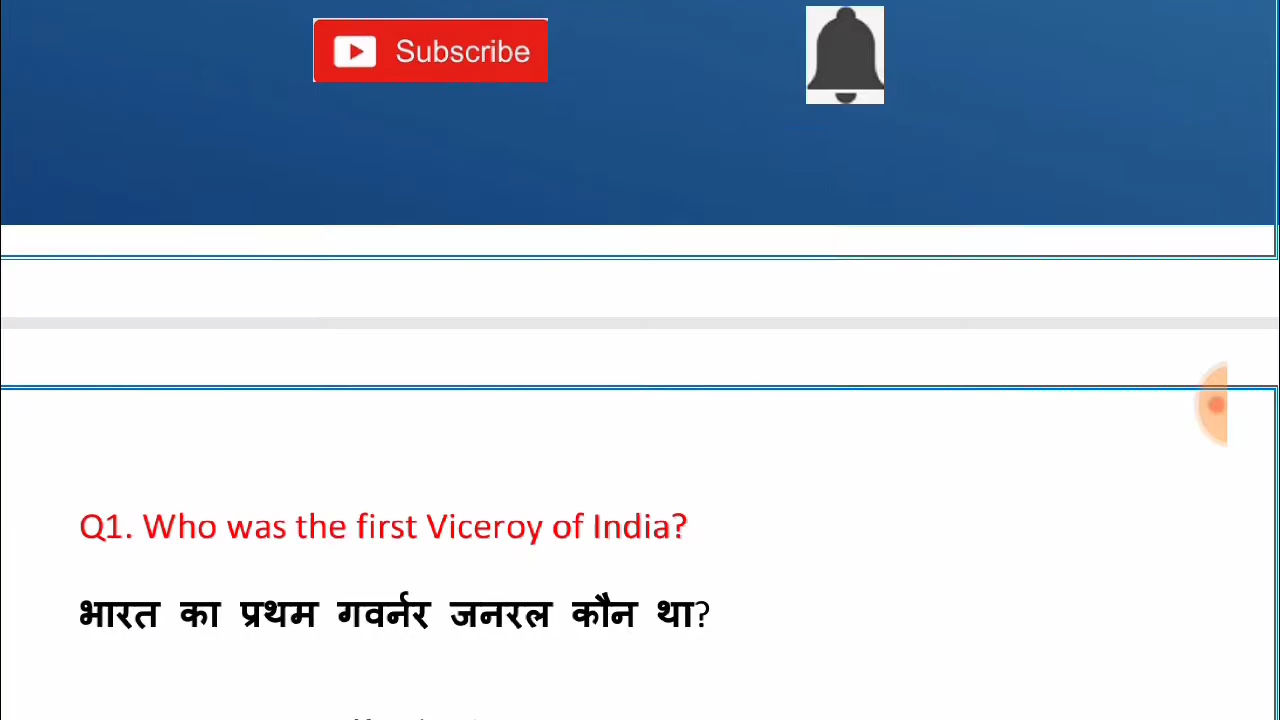 Subscribe
Q1. Who was the first Viceroy of India?
भारत का प्रथम गवर्नर जनरल कौन था?